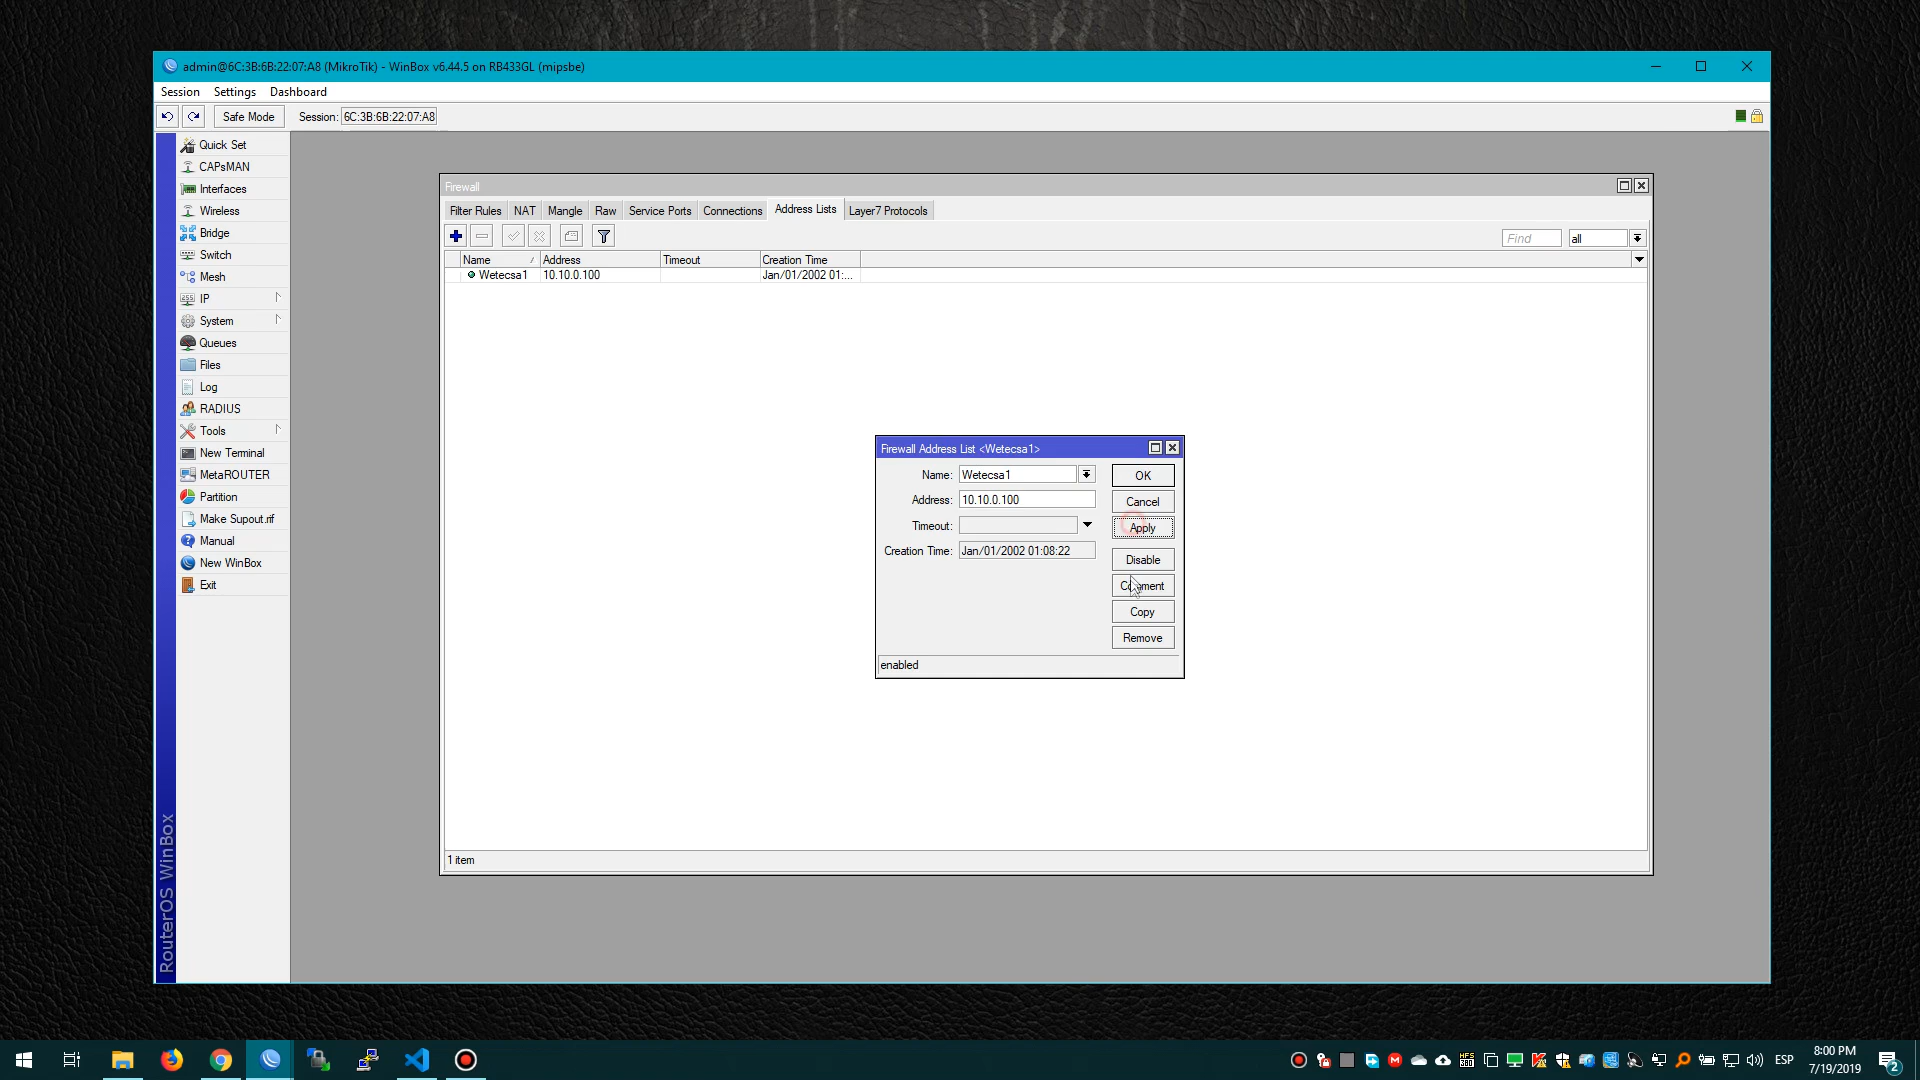 admin@6C:3B:6B:22:07:A8 (MikroTik) - WinBox v6.44.5 on RB433GL (mipsbe)
Session Settings Dashboard
Safe Mode Session: 6C:3B:6B:22:07:A8
Quick Set
CAPsMAN
Interfaces
Wireless
Bridge
Switch
Mesh
IP
System
Queues
Files
Log
RADIUS
Tools
New Terminal
MetaROUTER
Partition
Make Supout.rif
Manual
New WinBox
Exit
RouterOS WinBox
Firewall
Filter Rules NAT Mangle Raw Service Ports Connections Address Lists Layer7 Protocols
Find all
Name Address Timeout Creation Time
Wetecsa1 10.10.0.100 Jan/01/2002 01:...
Firewall Address List <Wetecsa1>
Name: Wetecsa1 OK
Address: 10.10.0.100 Cancel
Timeout: Apply
Creation Time: Jan/01/2002 01:08:22
Disable
Comment
Copy
Remove
enabled
1 item
ESP
8:00 PM
7/19/2019
2